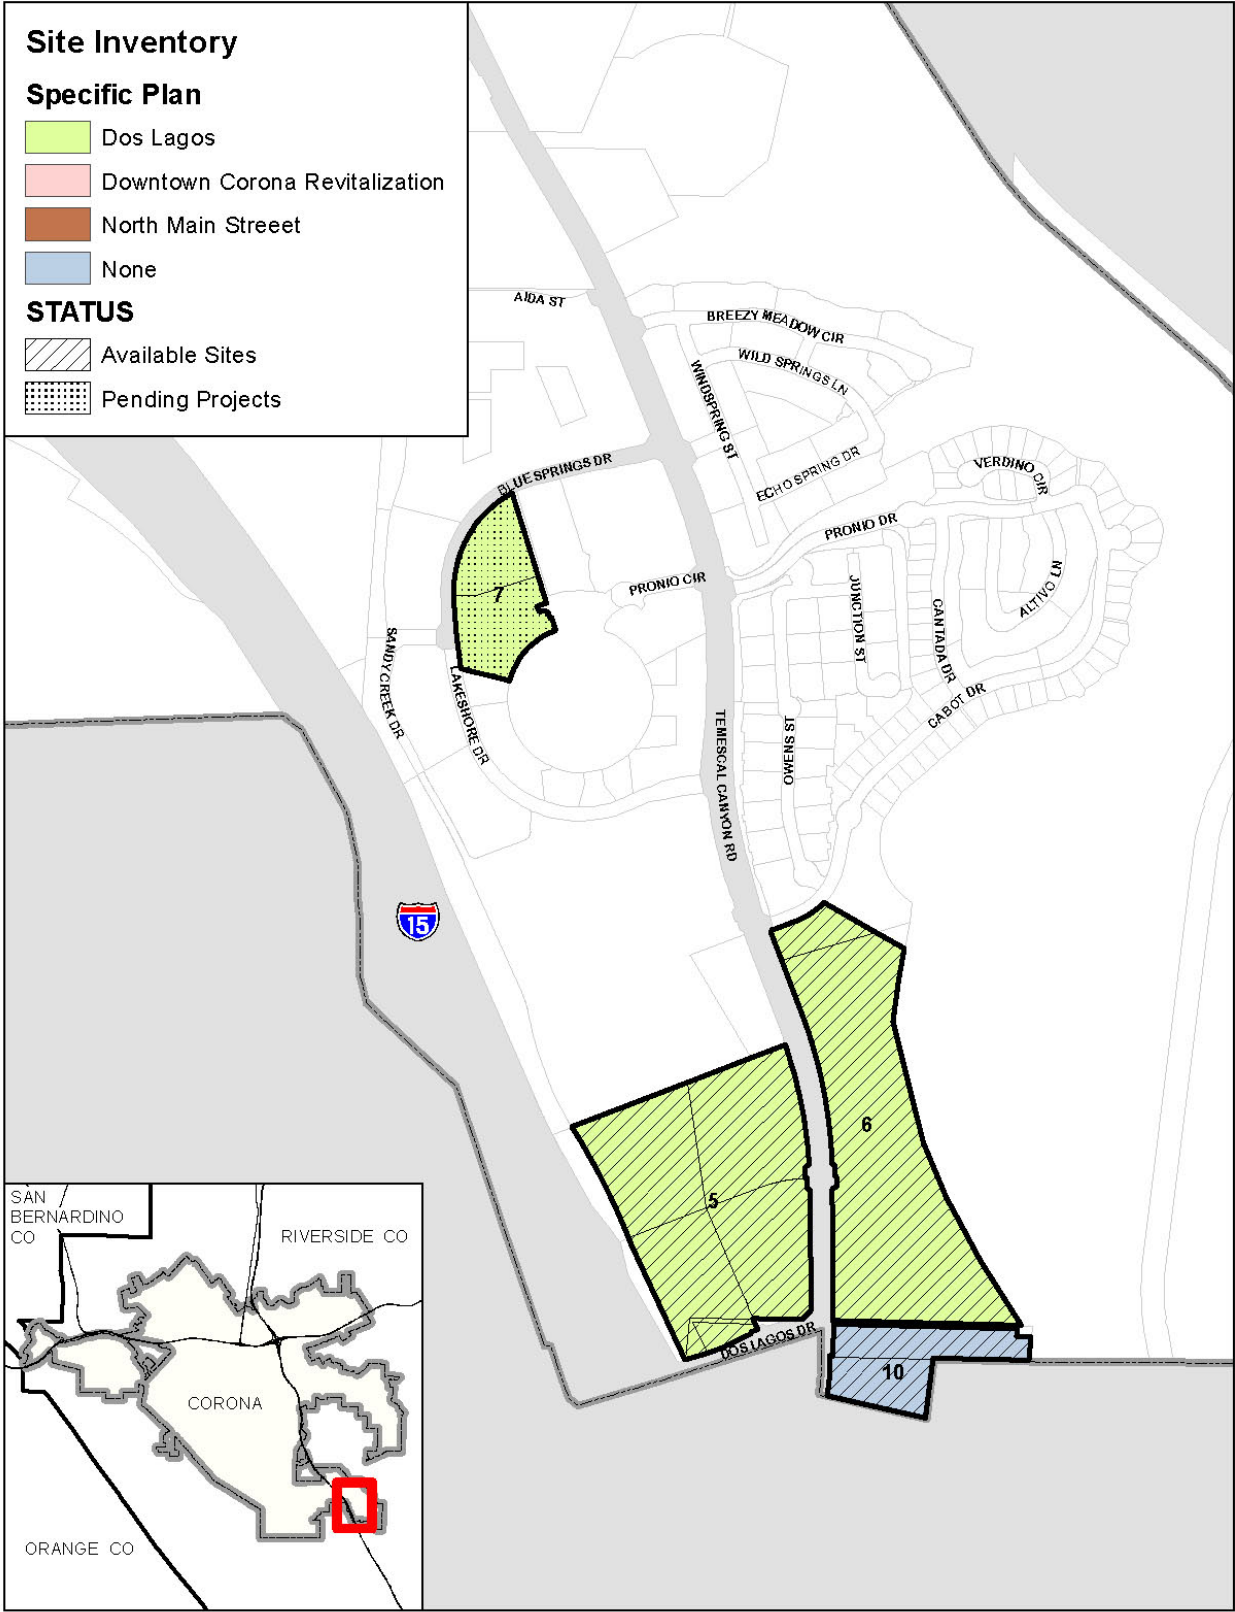 Site Inventory
Specific Plan
Dos Lagos
Downtown Corona Revitalization
North Main Streeet
None
STATUS
Available Sites
Pending Projects
AIDA ST
BREEZY MEADOW CIR
WILD SPRINGS LN
WINDSPRING ST
ECHO SPRING DR
BLUE SPRINGS DR
VERDINO CIR
PRONIO DR
PRONIO CIR
JUNCTION ST
CANTADA DR
ALTIVO LN
CABOT DR
7
SANDY CREEK DR
LAKESHORE DR
TEMESCAL CANYON RD
OWENS ST
15
6
5
DOS LAGOS DR
10
SAN
BERNARDINO
CO
RIVERSIDE CO
CORONA
ORANGE CO